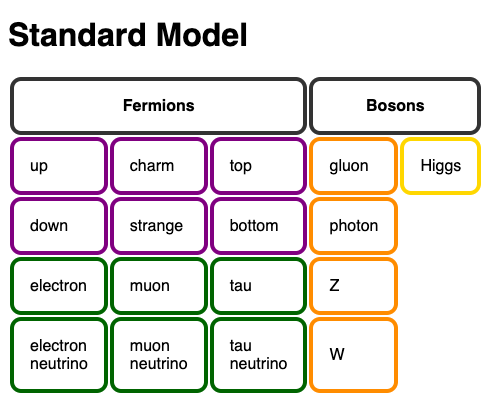 Standard Model
Fermions Bosons
up charm top gluon Higgs
down strange bottom photon
electron muon tau Z
electron neutrino muon neutrino tau neutrino W